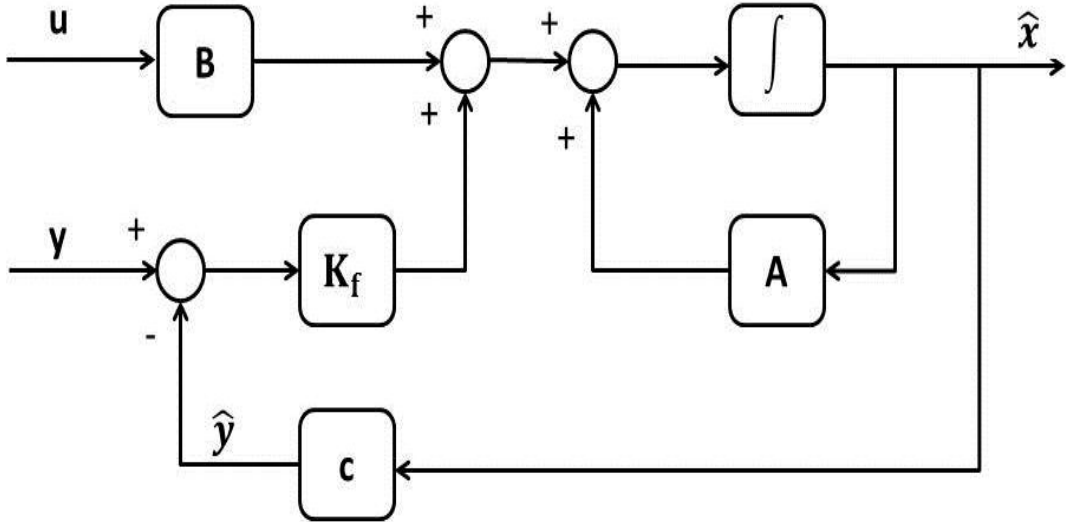 u
B
+
+
+
+
∫
x̂
y
+
-
K_f
A
ŷ
c